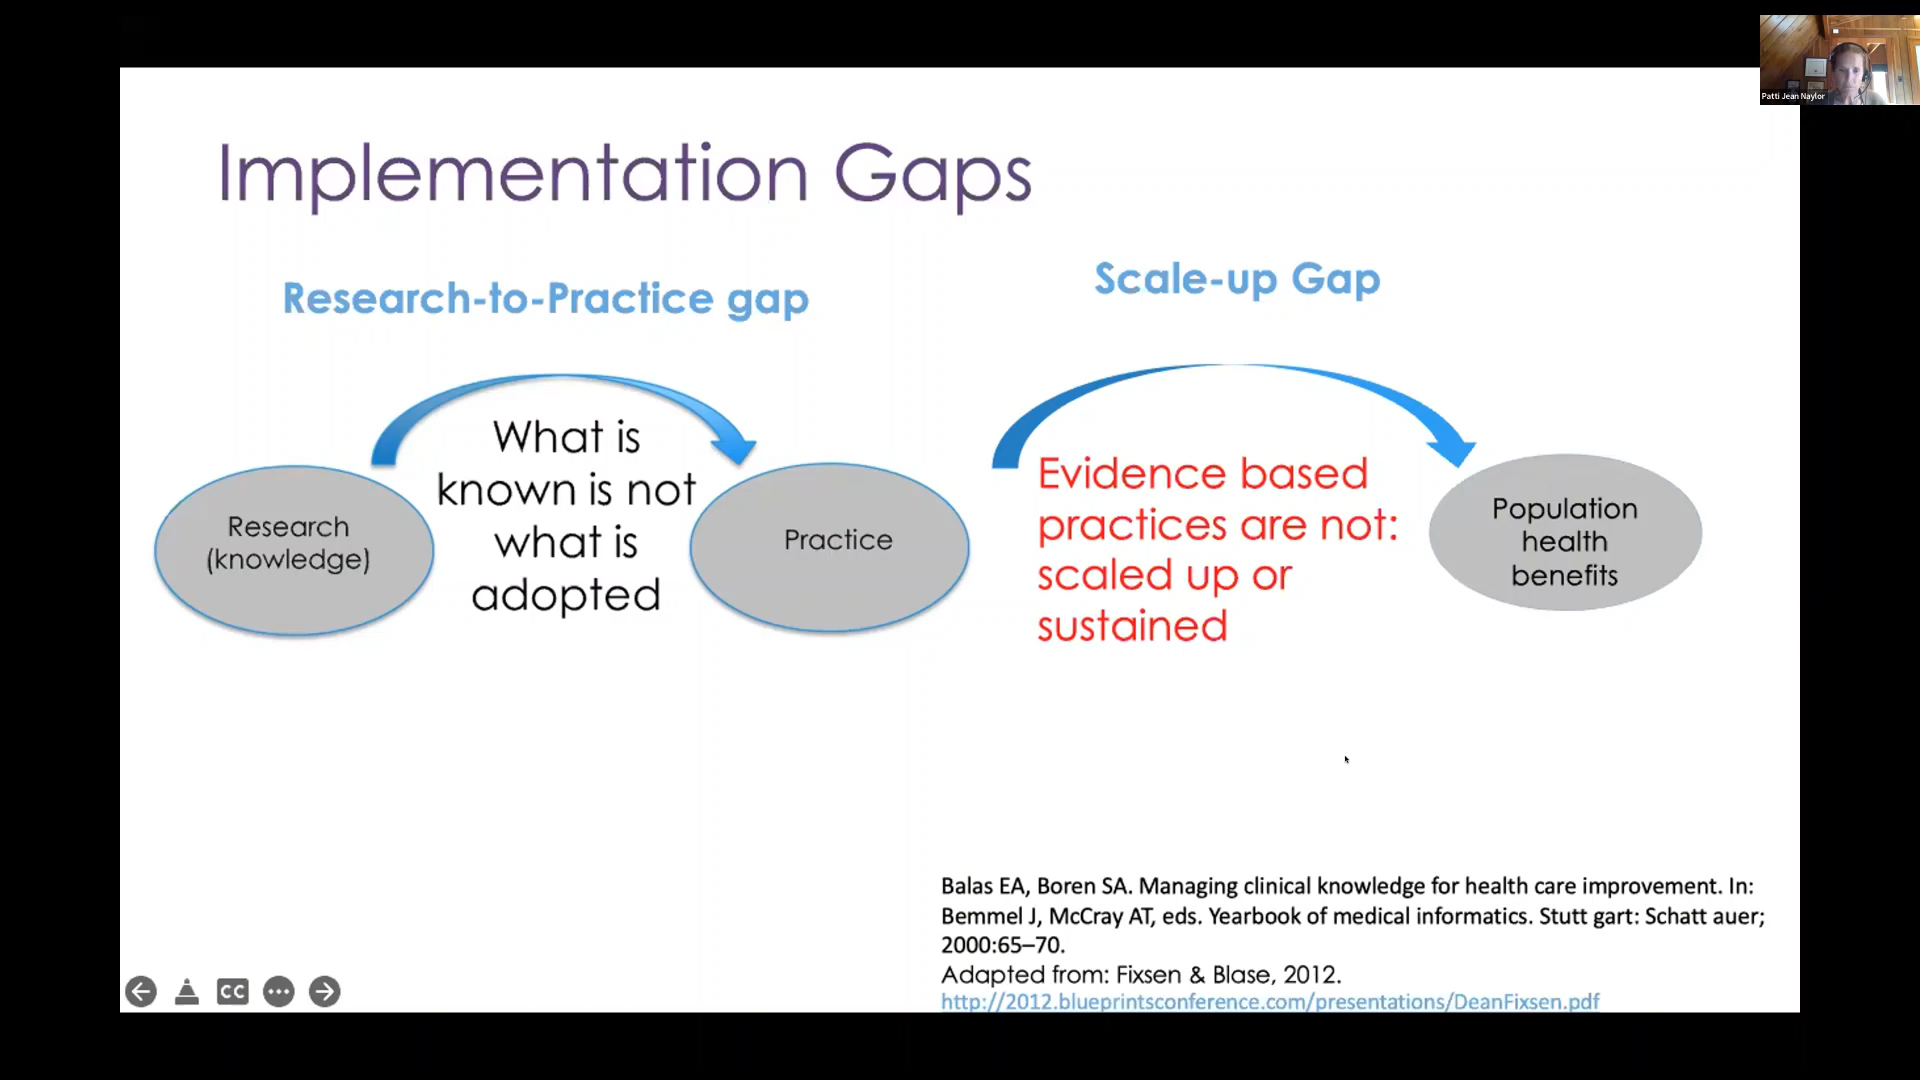 Patti Jean Naylor
Implementation Gaps
Research-to-Practice gap
Scale-up Gap
Research
(knowledge)
What is
known is not
what is
adopted
Practice
Evidence based
practices are not:
scaled up or
sustained
Population
health
benefits
Balas EA, Boren SA. Managing clinical knowledge for health care improvement. In:
Bemmel J, McCray AT, eds. Yearbook of medical informatics. Stutt gart: Schatt auer;
2000:65–70.
Adapted from: Fixsen & Blase, 2012.
http://2012.blueprintsconference.com/presentations/DeanFixsen.pdf
CC